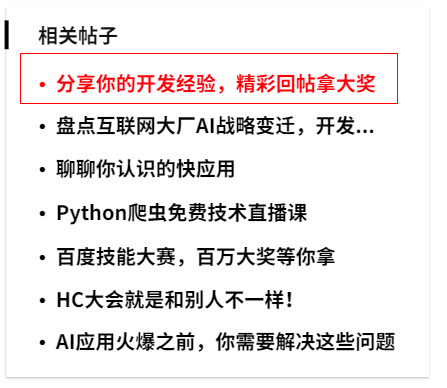 相关帖子
• 分享你的开发经验，精彩回帖拿大奖
• 盘点互联网大厂AI战略变迁，开发...
• 聊聊你认识的快应用
• Python爬虫免费技术直播课
• 百度技能大赛，百万大奖等你拿
• HC大会就是和别人不一样！
• AI应用火爆之前，你需要解决这些问题